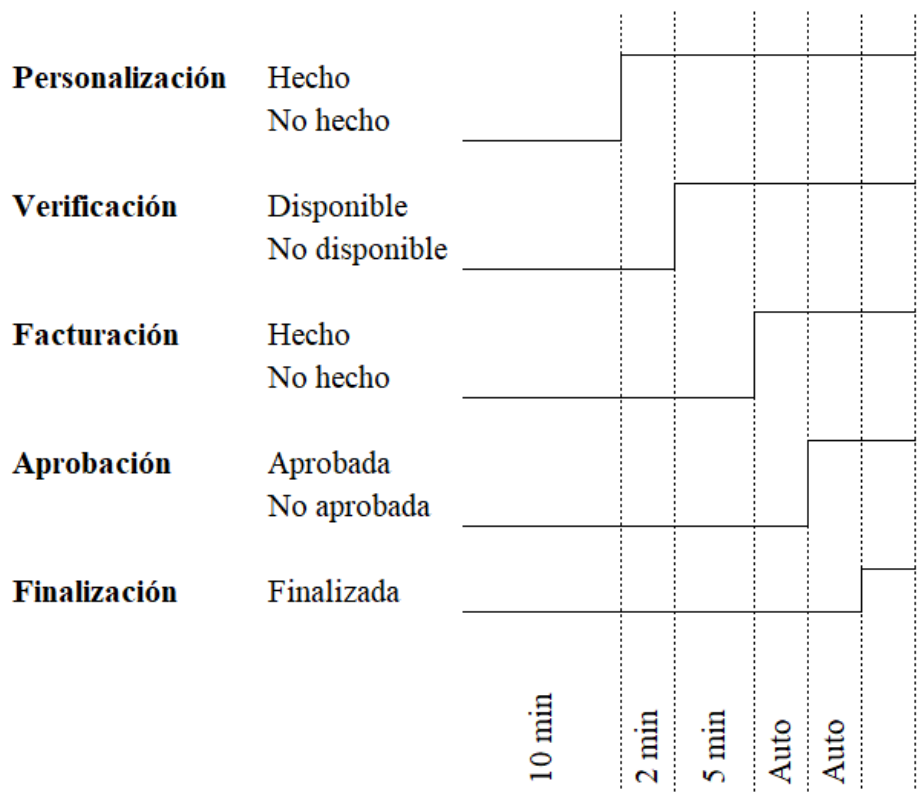 Personalización Hecho
No hecho
Verificación Disponible
No disponible
Facturación Hecho
No hecho
Aprobación Aprobada
No aprobada
Finalización Finalizada
10 min
2 min
5 min
Auto
Auto